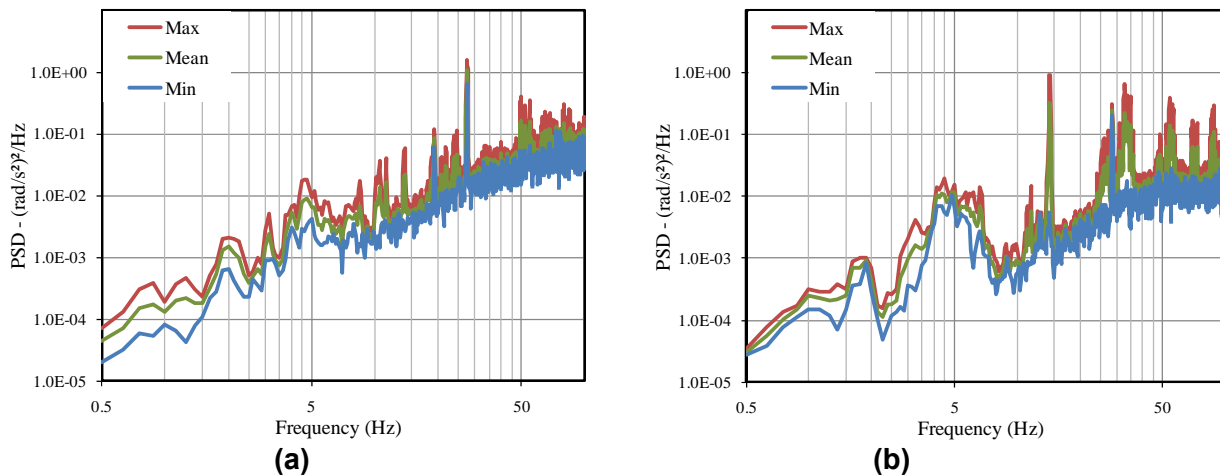 Max
Mean
Min
1.0E+00
1.0E-01
1.0E-02
1.0E-03
1.0E-04
1.0E-05
PSD - (rad/s²)²/Hz
0.5
5
50
Frequency (Hz)
(a)
Max
Mean
Min
1.0E+00
1.0E-01
1.0E-02
1.0E-03
1.0E-04
1.0E-05
PSD - (rad/s²)²/Hz
0.5
5
50
Frequency (Hz)
(b)